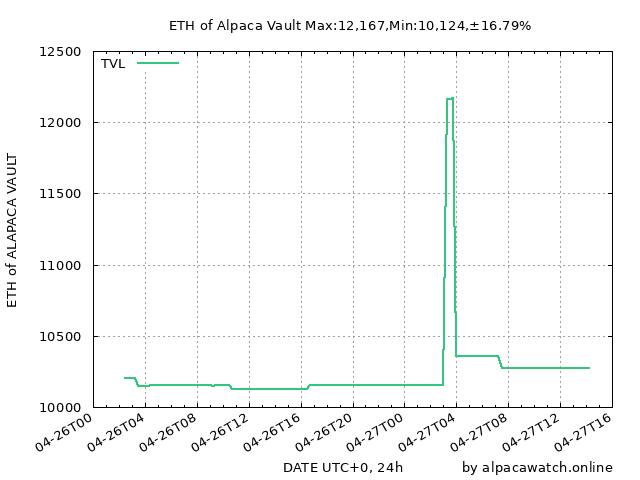 ETH of Alpaca Vault Max:12,167,Min:10,124,±16.79%
TVL
12500
12000
11500
11000
10500
10000
ETH of ALAPACA VAULT
04-26T00
04-26T04
04-26T08
04-26T12
04-26T16
04-26T20
04-27T00
04-27T04
04-27T08
04-27T12
04-27T16
DATE UTC+0, 24h
by alpacawatch.online